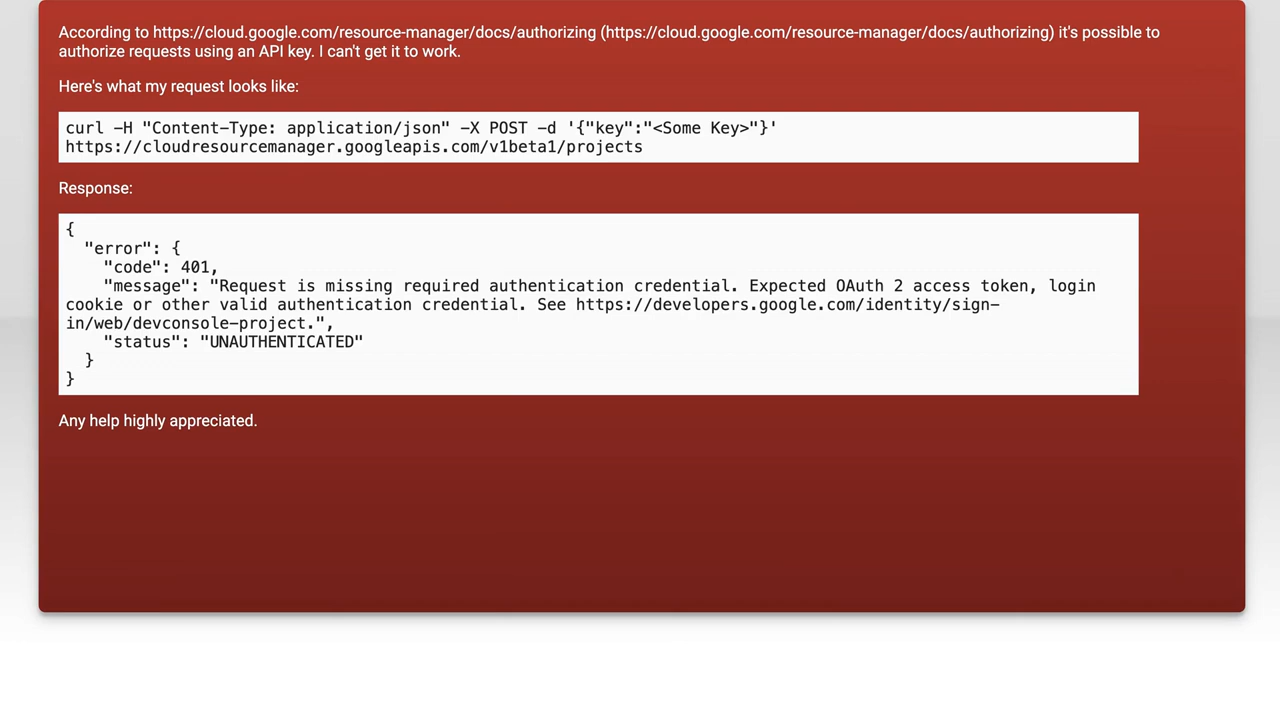 According to https://cloud.google.com/resource-manager/docs/authorizing (https://cloud.google.com/resource-manager/docs/authorizing) it's possible to
authorize requests using an API key. I can't get it to work.
Here's what my request looks like:
curl -H "Content-Type: application/json" -X POST -d '{"key":"<Some Key>"}'
https://cloudresourcemanager.googleapis.com/v1beta1/projects
Response:
{
  "error": {
    "code": 401,
    "message": "Request is missing required authentication credential. Expected OAuth 2 access token, login
cookie or other valid authentication credential. See https://developers.google.com/identity/sign-
in/web/devconsole-project.",
    "status": "UNAUTHENTICATED"
  }
}
Any help highly appreciated.